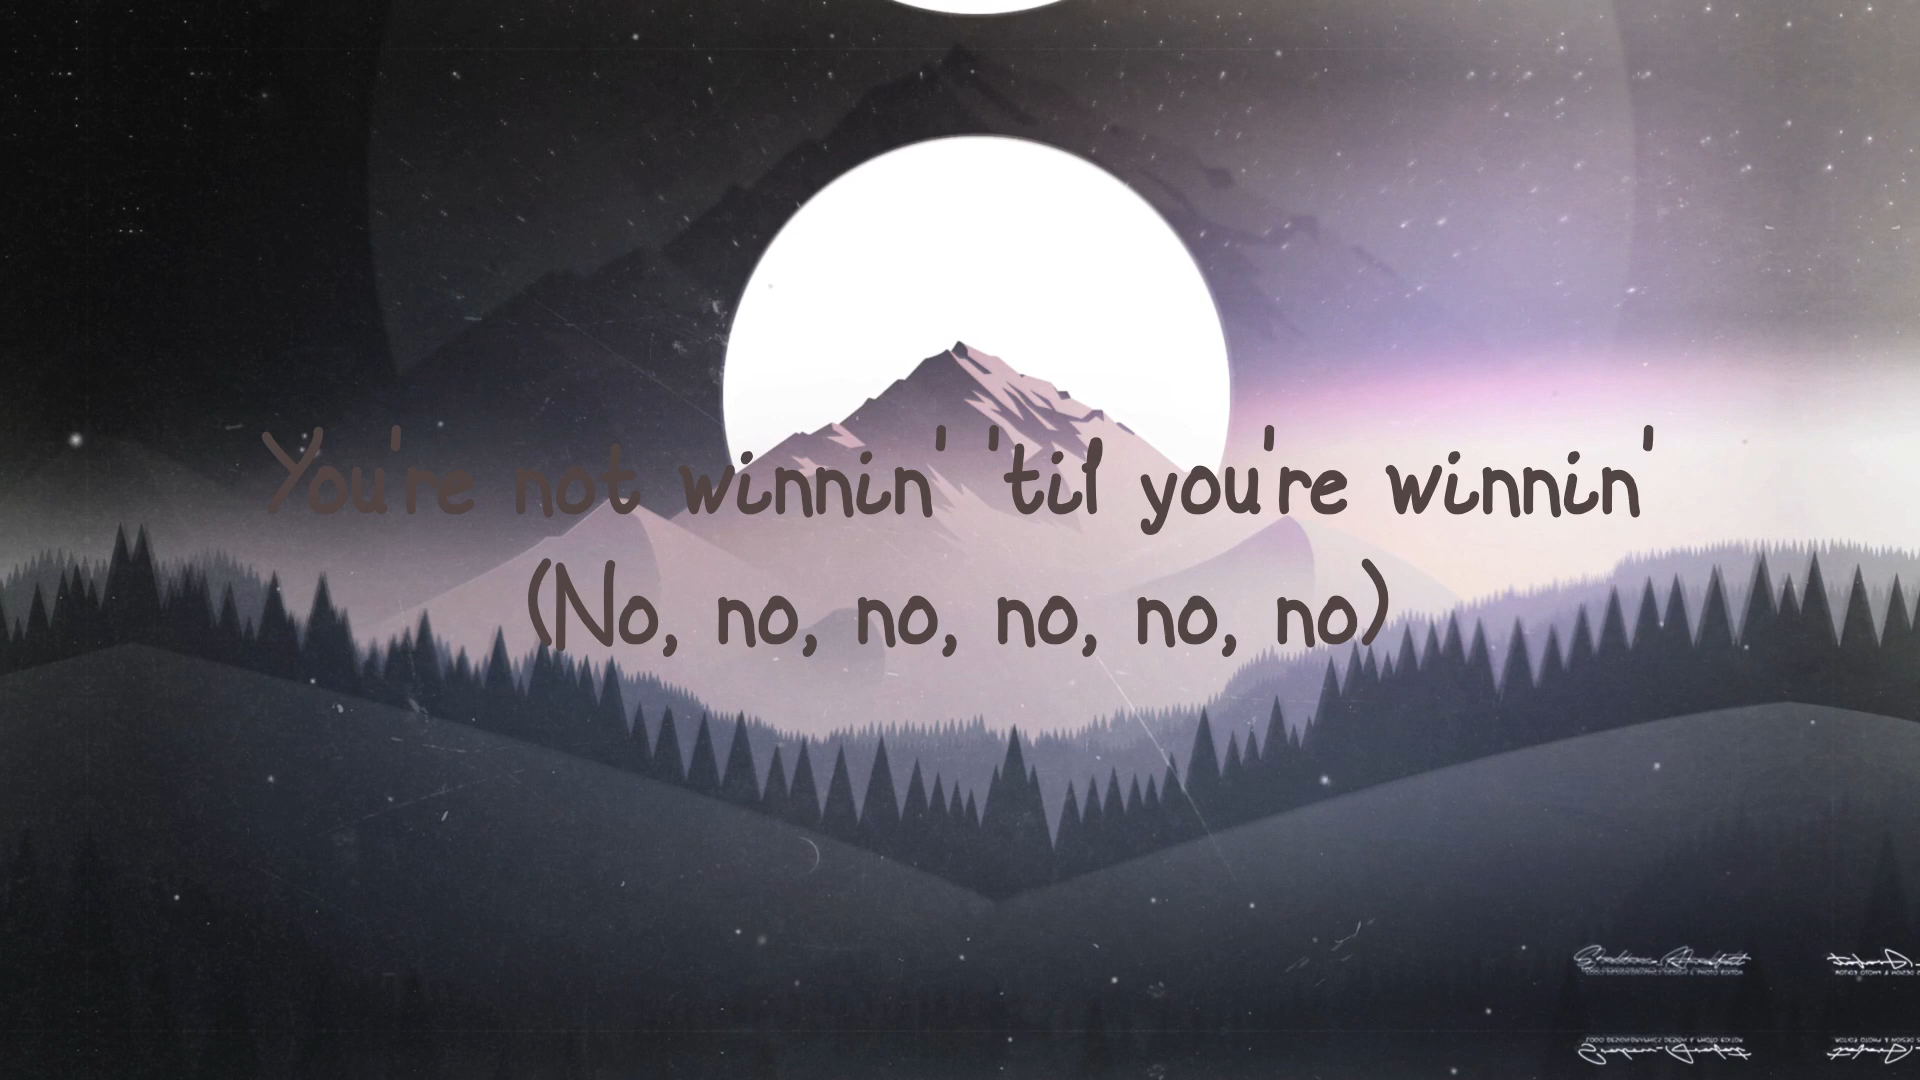 You're not winnin' 'til you're winnin'
(No, no, no, no, no, no)